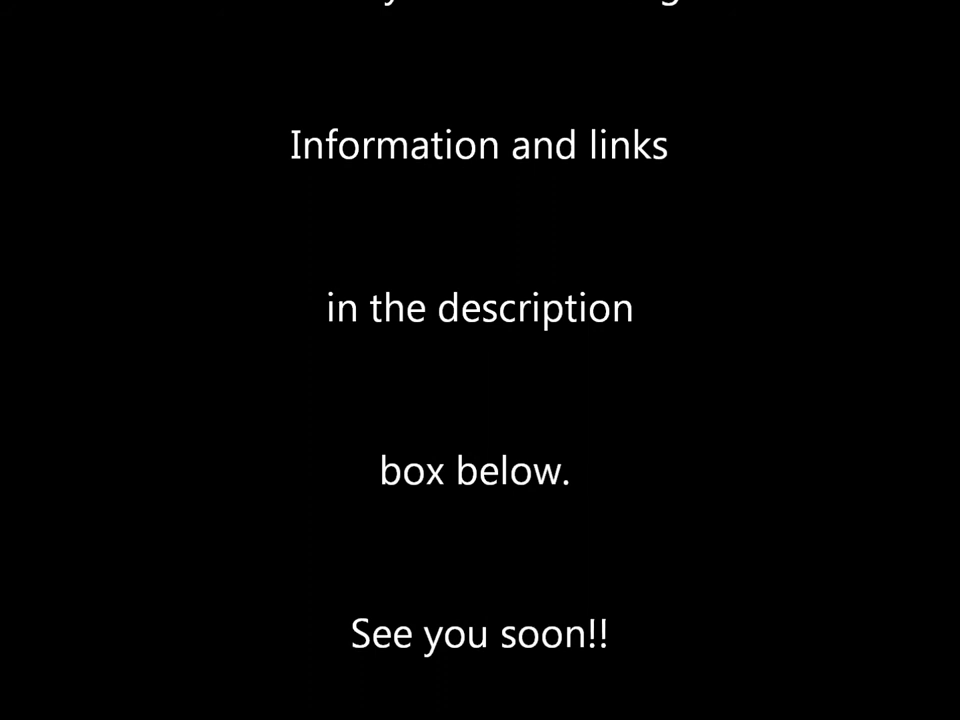 Information and links
in the description
box below.
See you soon!!